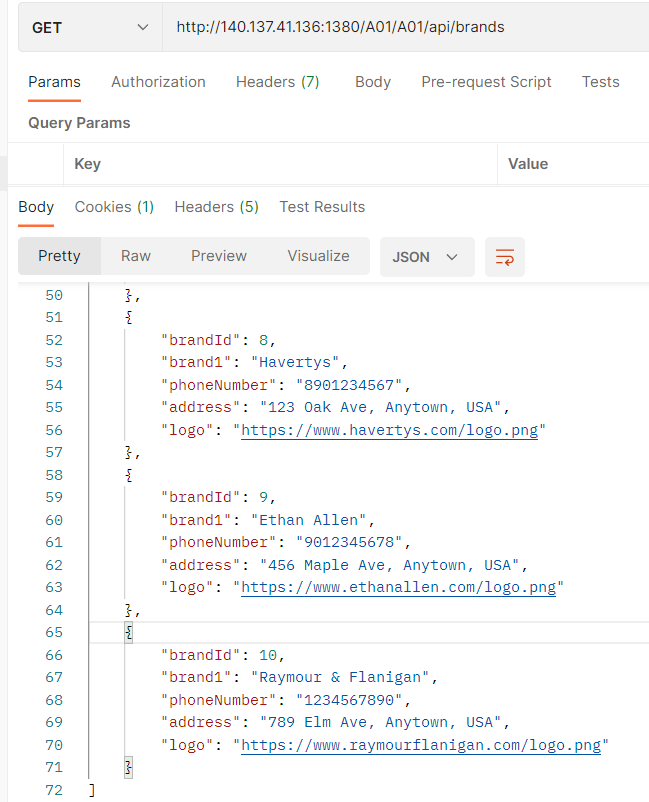 GET http://140.137.41.136:1380/A01/A01/api/brands
Params Authorization Headers (7) Body Pre-request Script Tests
Query Params
Key Value
Body Cookies (1) Headers (5) Test Results
Pretty Raw Preview Visualize JSON
50 },
51 {
52 "brandId": 8,
53 "brand1": "Havertys",
54 "phoneNumber": "8901234567",
55 "address": "123 Oak Ave, Anytown, USA",
56 "logo": "https://www.havertys.com/logo.png"
57 },
58 {
59 "brandId": 9,
60 "brand1": "Ethan Allen",
61 "phoneNumber": "9012345678",
62 "address": "456 Maple Ave, Anytown, USA",
63 "logo": "https://www.ethanallen.com/logo.png"
64 },
65 {
66 "brandId": 10,
67 "brand1": "Raymour & Flanigan",
68 "phoneNumber": "1234567890",
69 "address": "789 Elm Ave, Anytown, USA",
70 "logo": "https://www.raymourflanigan.com/logo.png"
71 }
72 ]